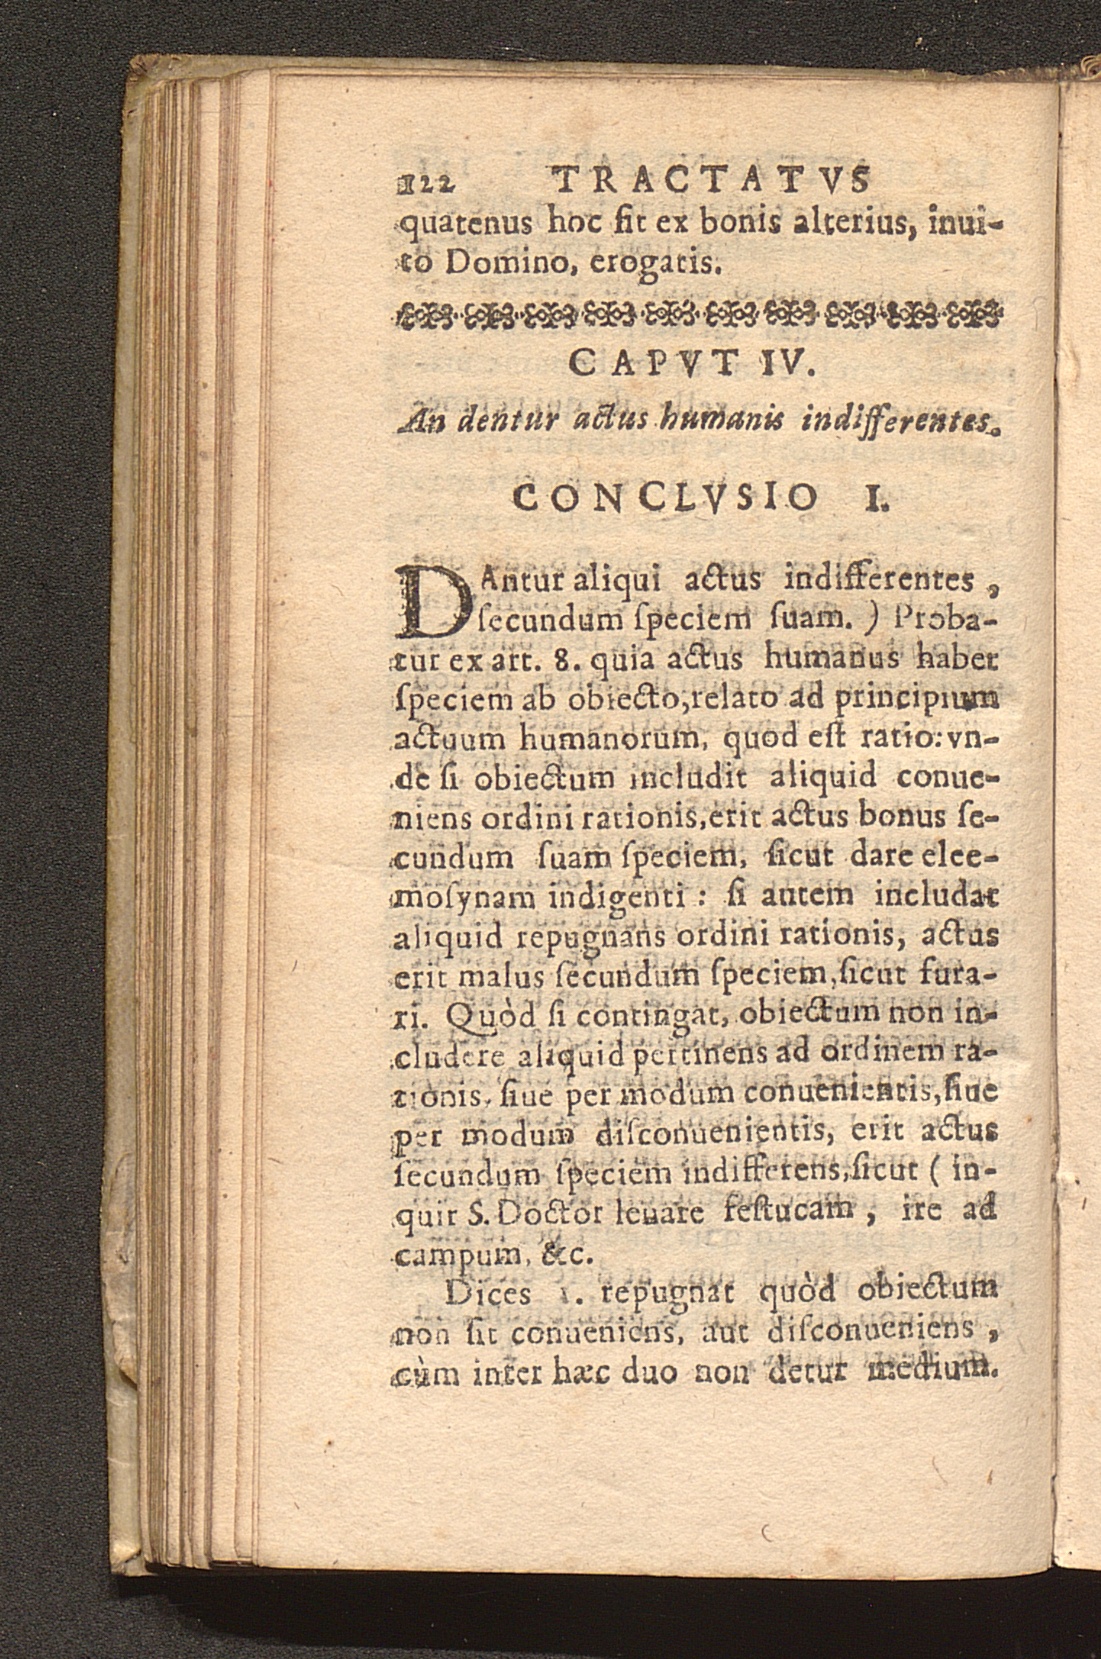 122 TRACTATVS
quatenus hoc sit ex bonis alterius, inui-
to Domino, erogatis.
CAPVT IV.
An dentur actus humanis indifferentes.
CONCLVSIO I.
DAntur aliqui actus indifferentes,
ſecundum ſpeciem ſuam. ) Proba-
tur ex art. 8. quia actus humanus habet
ſpeciem ab obiecto, relato ad principium
actuum humanorum, quod eſt ratio: vn-
de ſi obiectum includit aliquid conue-
niens ordini rationis, erit actus bonus ſe-
cundum ſuam ſpeciem, ſicut dare elee-
moſynam indigenti : ſi autem includat
aliquid repugnans ordini rationis, actus
erit malus ſecundum ſpeciem, ſicut fura-
ri. Quòd ſi contingat, obiectum non in-
cludere aliquid pertinens ad ordinem ra-
tionis, ſiue per modum conuenientis, ſiue
per modum diſconuenientis, erit actus
ſecundum ſpeciem indifferens, ſicut ( in-
quit S. Doctor leuare feſtucam, ire ad
campum, &c.
Dices 1. repugnat quòd obiectum
non ſit conueniens, aut diſconueniens,
cùm inter hæc duo non detur medium.